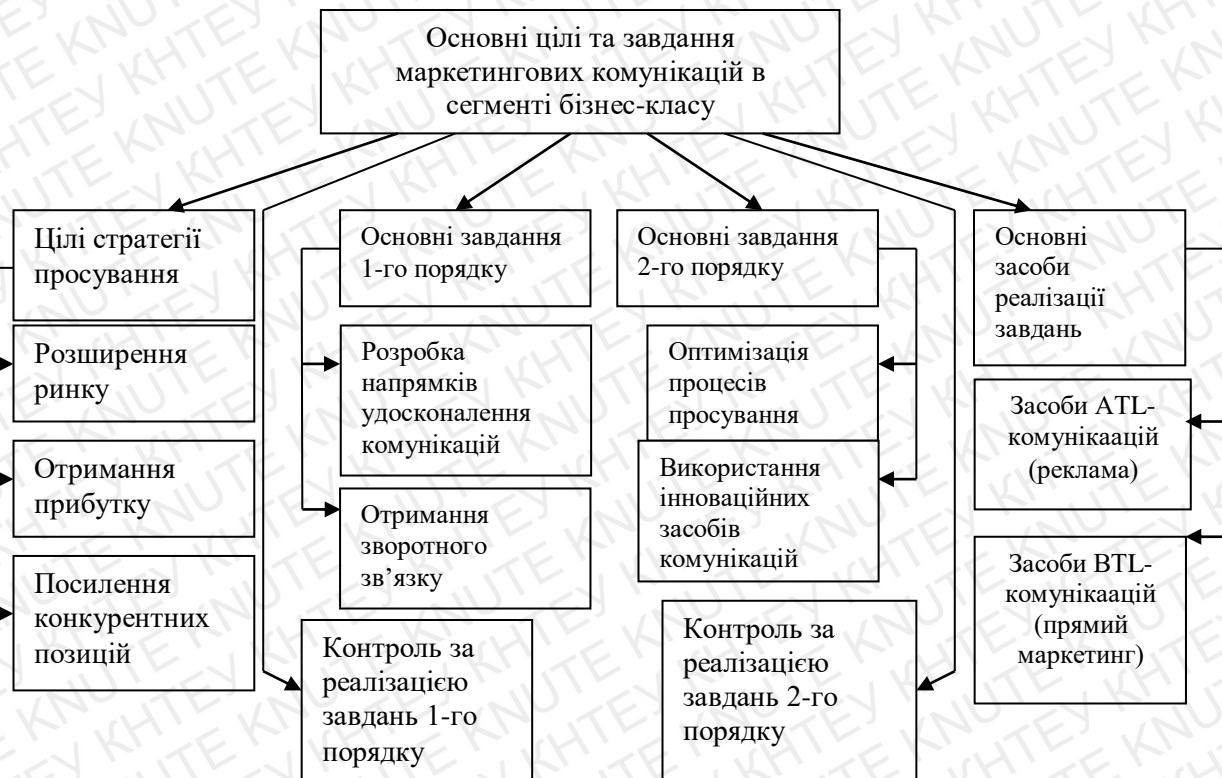 Основні цілі та завдання
маркетингових комунікацій в
сегменті бізнес-класу
Цілі стратегії
просування
Розширення
ринку
Отримання
прибутку
Посилення
конкурентних
позицій
Основні завдання
1-го порядку
Розробка
напрямків
удосконалення
комунікацій
Отримання
зворотного
зв’язку
Контроль за
реалізацією
завдань 1-го
порядку
Основні завдання
2-го порядку
Оптимізація
процесів
просування
Використання
інноваційних
засобів
комунікацій
Контроль за
реалізацією
завдань 2-го
порядку
Основні
засоби
реалізації
завдань
Засоби ATL-
комунікаацій
(реклама)
Засоби BTL-
комунікаацій
(прямий
маркетинг)